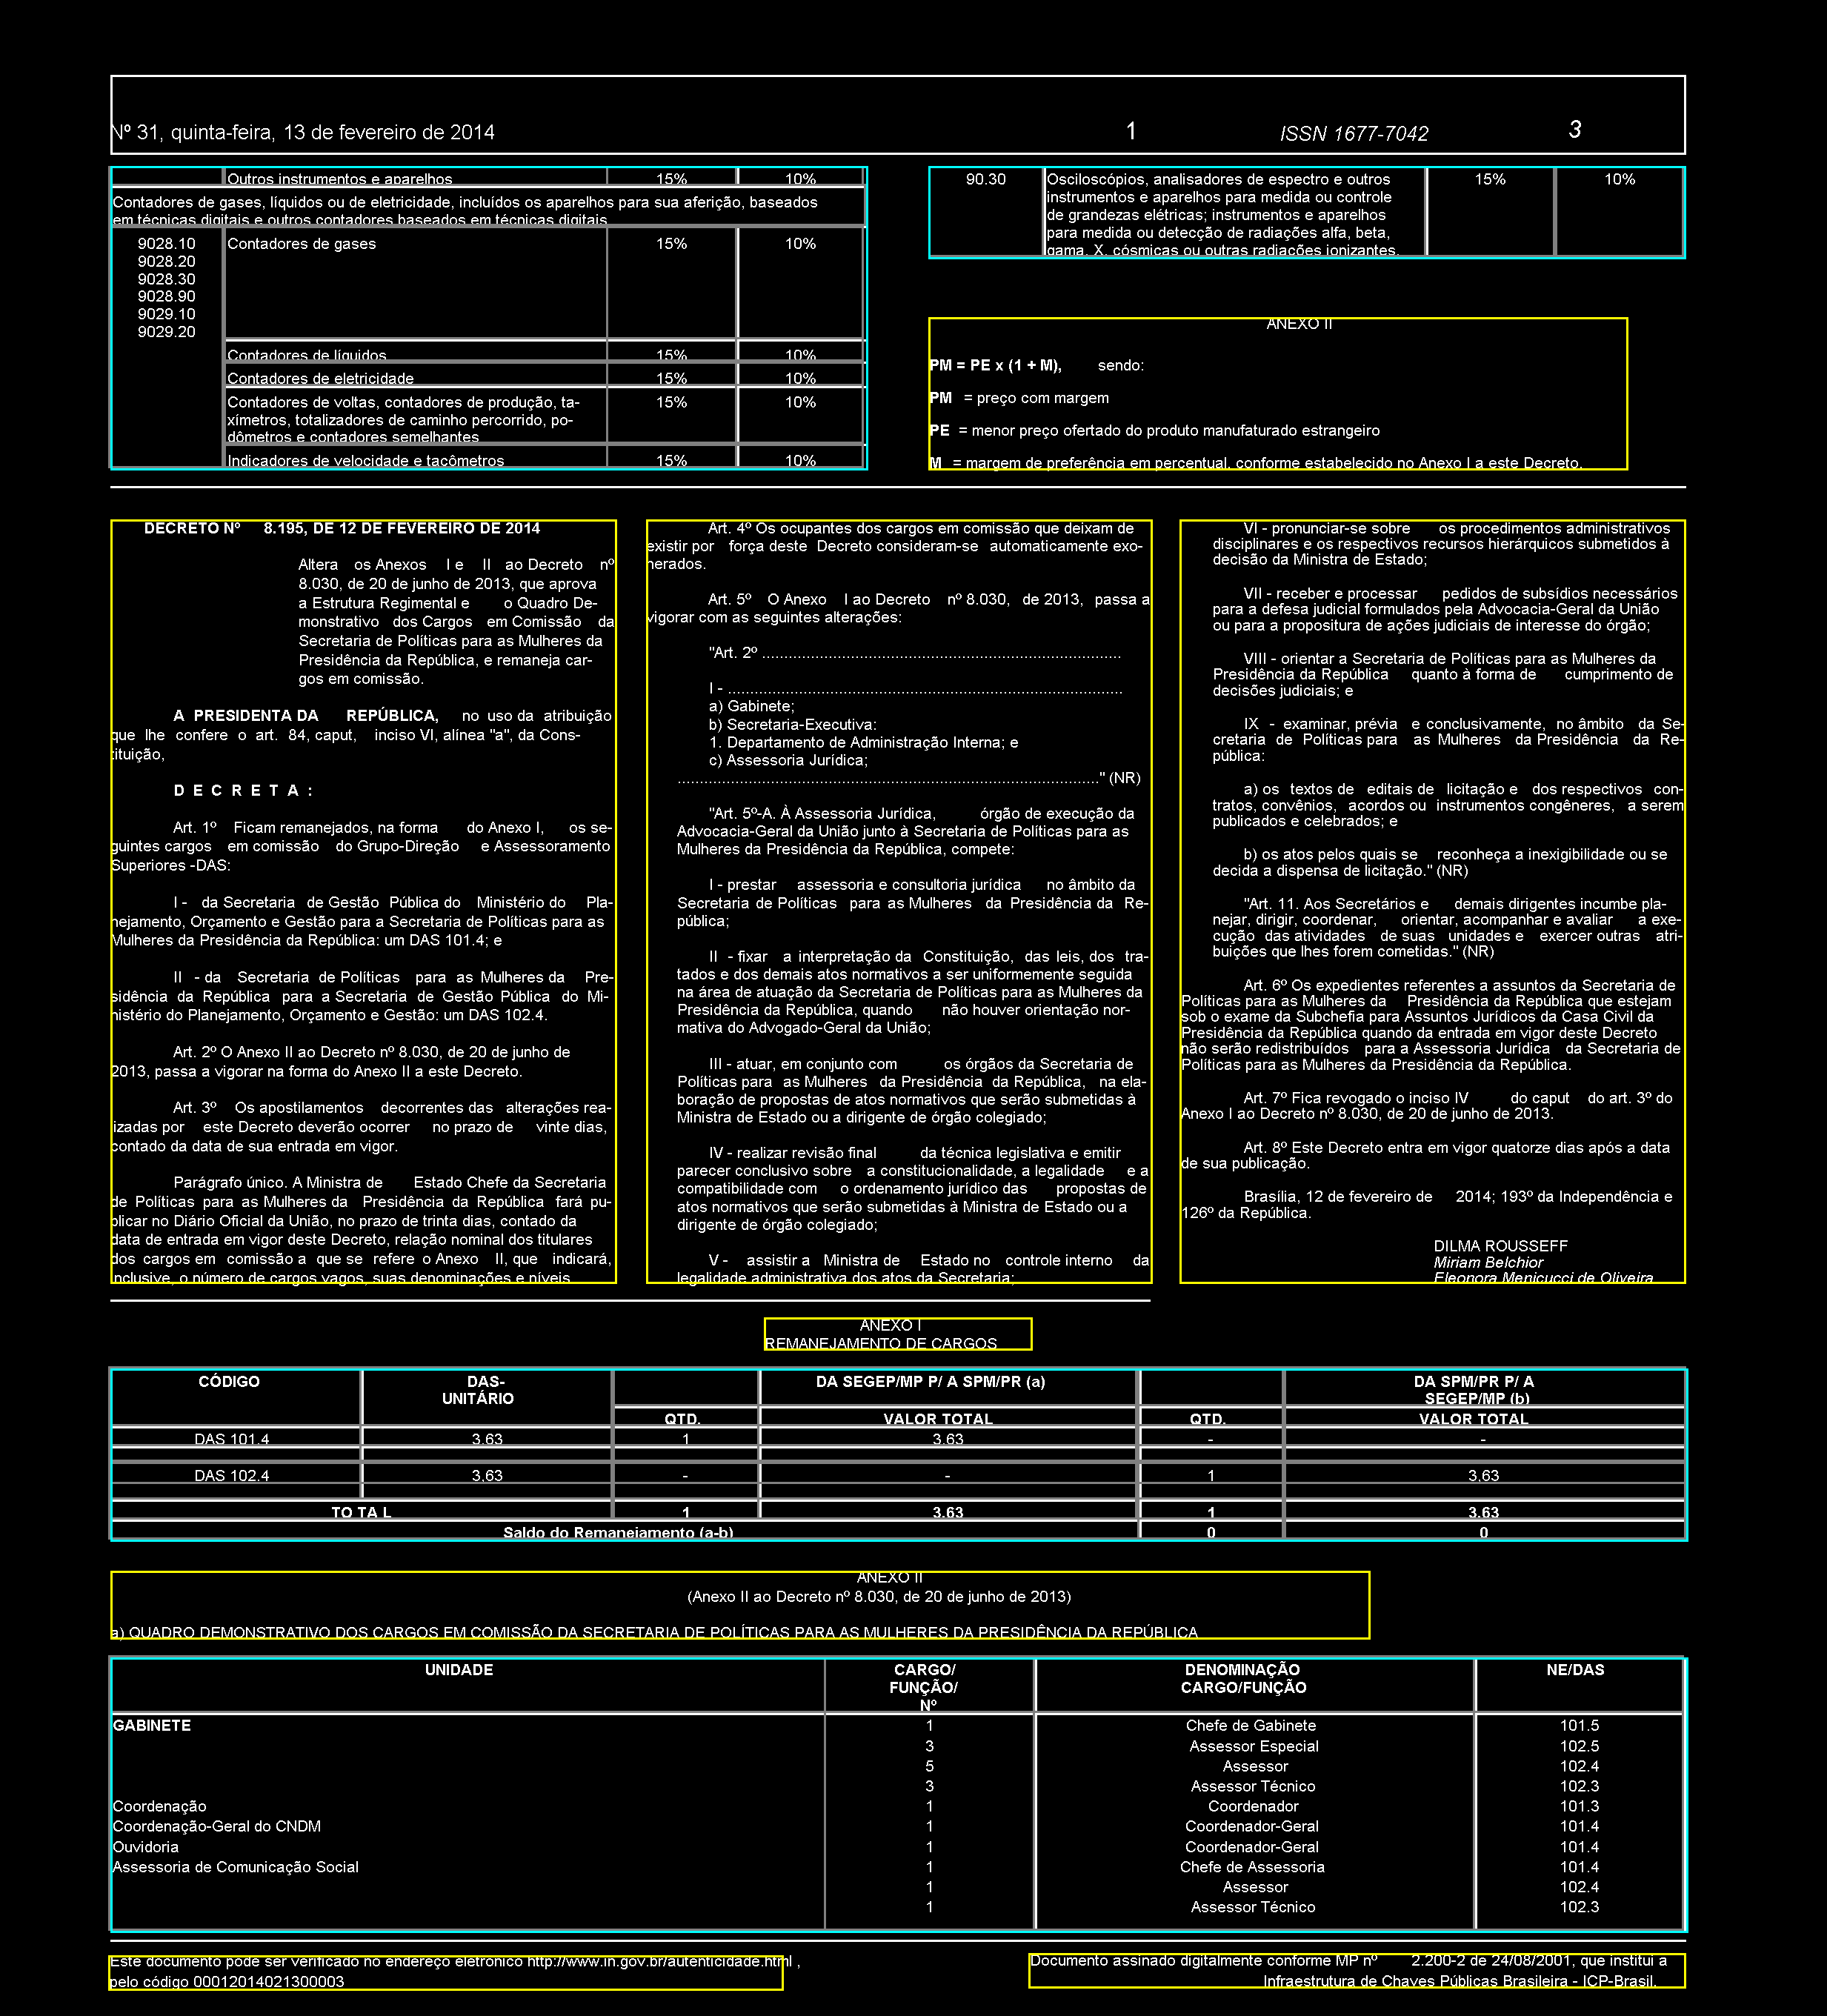 Nº 31, quinta-feira, 13 de fevereiro de 2014 1 ISSN 1677-7042 3
Outros instrumentos e aparelhos 15% 10%
Contadores de gases, líquidos ou de eletricidade, incluídos os aparelhos para sua aferição, baseados
em técnicas digitais e outros contadores baseados em técnicas digitais
9028.10 Contadores de gases 15% 10%
9028.20
9028.30
9028.90
9029.10
9029.20
Contadores de líquidos 15% 10%
Contadores de eletricidade 15% 10%
Contadores de voltas, contadores de produção, ta- 15% 10%
xímetros, totalizadores de caminho percorrido, po-
dômetros e contadores semelhantes
Indicadores de velocidade e tacômetros 15% 10%
90.30 Osciloscópios, analisadores de espectro e outros 15% 10%
instrumentos e aparelhos para medida ou controle
de grandezas elétricas; instrumentos e aparelhos
para medida ou detecção de radiações alfa, beta,
gama, X, cósmicas ou outras radiações ionizantes.
ANEXO II
PM = PE x (1 + M), sendo:
PM = preço com margem
PE = menor preço ofertado do produto manufaturado estrangeiro
M = margem de preferência em percentual, conforme estabelecido no Anexo I a este Decreto.
DECRETO Nº 8.195, DE 12 DE FEVEREIRO DE 2014
Altera os Anexos I e II ao Decreto nº
8.030, de 20 de junho de 2013, que aprova
a Estrutura Regimental e o Quadro De-
monstrativo dos Cargos em Comissão da
Secretaria de Políticas para as Mulheres da
Presidência da República, e remaneja car-
gos em comissão.
A PRESIDENTA DA REPÚBLICA, no uso da atribuição
que lhe confere o art. 84, caput, inciso VI, alínea "a", da Cons-
tituição,
D E C R E T A :
Art. 1º Ficam remanejados, na forma do Anexo I, os se-
guintes cargos em comissão do Grupo-Direção e Assessoramento
Superiores -DAS:
I - da Secretaria de Gestão Pública do Ministério do Pla-
nejamento, Orçamento e Gestão para a Secretaria de Políticas para as
Mulheres da Presidência da República: um DAS 101.4; e
II - da Secretaria de Políticas para as Mulheres da Pre-
sidência da República para a Secretaria de Gestão Pública do Mi-
nistério do Planejamento, Orçamento e Gestão: um DAS 102.4.
Art. 2º O Anexo II ao Decreto nº 8.030, de 20 de junho de
2013, passa a vigorar na forma do Anexo II a este Decreto.
Art. 3º Os apostilamentos decorrentes das alterações rea-
lizadas por este Decreto deverão ocorrer no prazo de vinte dias,
contado da data de sua entrada em vigor.
Parágrafo único. A Ministra de Estado Chefe da Secretaria
de Políticas para as Mulheres da Presidência da República fará pu-
blicar no Diário Oficial da União, no prazo de trinta dias, contado da
data de entrada em vigor deste Decreto, relação nominal dos titulares
dos cargos em comissão a que se refere o Anexo II, que indicará,
inclusive, o número de cargos vagos, suas denominações e níveis.
Art. 4º Os ocupantes dos cargos em comissão que deixam de
existir por força deste Decreto consideram-se automaticamente exo-
nerados.
Art. 5º O Anexo I ao Decreto nº 8.030, de 2013, passa a
vigorar com as seguintes alterações:
"Art. 2º .................................................................................
I - .........................................................................................
a) Gabinete;
b) Secretaria-Executiva:
1. Departamento de Administração Interna; e
c) Assessoria Jurídica;
..............................................................................................." (NR)
"Art. 5º-A. À Assessoria Jurídica, órgão de execução da
Advocacia-Geral da União junto à Secretaria de Políticas para as
Mulheres da Presidência da República, compete:
I - prestar assessoria e consultoria jurídica no âmbito da
Secretaria de Políticas para as Mulheres da Presidência da Re-
pública;
II - fixar a interpretação da Constituição, das leis, dos tra-
tados e dos demais atos normativos a ser uniformemente seguida
na área de atuação da Secretaria de Políticas para as Mulheres da
Presidência da República, quando não houver orientação nor-
mativa do Advogado-Geral da União;
III - atuar, em conjunto com os órgãos da Secretaria de
Políticas para as Mulheres da Presidência da República, na ela-
boração de propostas de atos normativos que serão submetidas à
Ministra de Estado ou a dirigente de órgão colegiado;
IV - realizar revisão final da técnica legislativa e emitir
parecer conclusivo sobre a constitucionalidade, a legalidade e a
compatibilidade com o ordenamento jurídico das propostas de
atos normativos que serão submetidas à Ministra de Estado ou a
dirigente de órgão colegiado;
V - assistir a Ministra de Estado no controle interno da
legalidade administrativa dos atos da Secretaria;
VI - pronunciar-se sobre os procedimentos administrativos
disciplinares e os respectivos recursos hierárquicos submetidos à
decisão da Ministra de Estado;
VII - receber e processar pedidos de subsídios necessários
para a defesa judicial formulados pela Advocacia-Geral da União
ou para a propositura de ações judiciais de interesse do órgão;
VIII - orientar a Secretaria de Políticas para as Mulheres da
Presidência da República quanto à forma de cumprimento de
decisões judiciais; e
IX - examinar, prévia e conclusivamente, no âmbito da Se-
cretaria de Políticas para as Mulheres da Presidência da Re-
pública:
a) os textos de editais de licitação e dos respectivos con-
tratos, convênios, acordos ou instrumentos congêneres, a serem
publicados e celebrados; e
b) os atos pelos quais se reconheça a inexigibilidade ou se
decida a dispensa de licitação." (NR)
"Art. 11. Aos Secretários e demais dirigentes incumbe pla-
nejar, dirigir, coordenar, orientar, acompanhar e avaliar a exe-
cução das atividades de suas unidades e exercer outras atri-
buições que lhes forem cometidas." (NR)
Art. 6º Os expedientes referentes a assuntos da Secretaria de
Políticas para as Mulheres da Presidência da República que estejam
sob o exame da Subchefia para Assuntos Jurídicos da Casa Civil da
Presidência da República quando da entrada em vigor deste Decreto
não serão redistribuídos para a Assessoria Jurídica da Secretaria de
Políticas para as Mulheres da Presidência da República.
Art. 7º Fica revogado o inciso IV do caput do art. 3º do
Anexo I ao Decreto nº 8.030, de 20 de junho de 2013.
Art. 8º Este Decreto entra em vigor quatorze dias após a data
de sua publicação.
Brasília, 12 de fevereiro de 2014; 193º da Independência e
126º da República.
DILMA ROUSSEFF
Miriam Belchior
Eleonora Menicucci de Oliveira
ANEXO I
REMANEJAMENTO DE CARGOS
CÓDIGO DAS- DA SEGEP/MP P/ A SPM/PR (a) DA SPM/PR P/ A
UNITÁRIO SEGEP/MP (b)
QTD. VALOR TOTAL QTD. VALOR TOTAL
DAS 101.4 3,63 1 3,63 - -
DAS 102.4 3,63 - - 1 3,63
TO TA L 1 3,63 1 3,63
Saldo do Remanejamento (a-b) 0 0
ANEXO II
(Anexo II ao Decreto nº 8.030, de 20 de junho de 2013)
a) QUADRO DEMONSTRATIVO DOS CARGOS EM COMISSÃO DA SECRETARIA DE POLÍTICAS PARA AS MULHERES DA PRESIDÊNCIA DA REPÚBLICA
UNIDADE CARGO/ DENOMINAÇÃO NE/DAS
FUNÇÃO/ CARGO/FUNÇÃO
Nº
GABINETE 1 Chefe de Gabinete 101.5
3 Assessor Especial 102.5
5 Assessor 102.4
3 Assessor Técnico 102.3
Coordenação 1 Coordenador 101.3
Coordenação-Geral do CNDM 1 Coordenador-Geral 101.4
Ouvidoria 1 Coordenador-Geral 101.4
Assessoria de Comunicação Social 1 Chefe de Assessoria 101.4
1 Assessor 102.4
1 Assessor Técnico 102.3
Este documento pode ser verificado no endereço eletrônico http://www.in.gov.br/autenticidade.html ,
pelo código 00012014021300003
Documento assinado digitalmente conforme MP nº 2.200-2 de 24/08/2001, que institui a
Infraestrutura de Chaves Públicas Brasileira - ICP-Brasil.